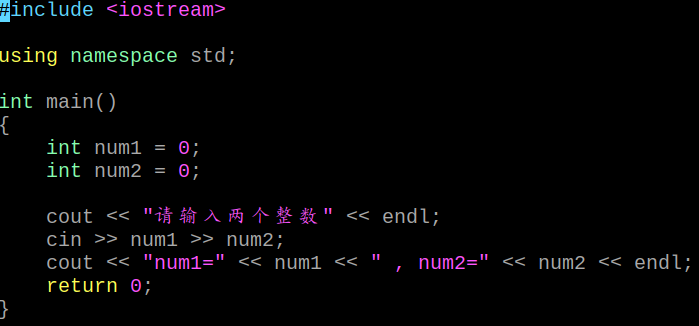 #include <iostream>
using namespace std;
int main()
{
int num1 = 0;
int num2 = 0;
cout << "请输入两个整数" << endl;
cin >> num1 >> num2;
cout << "num1=" << num1 << " , num2=" << num2 << endl;
return 0;
}